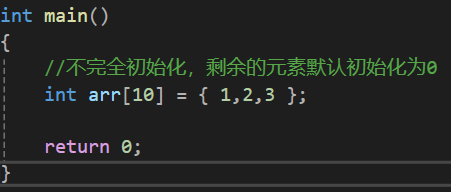 int main()
{
//不完全初始化，剩余的元素默认初始化为0
int arr[10] = { 1,2,3 };
return 0;
}